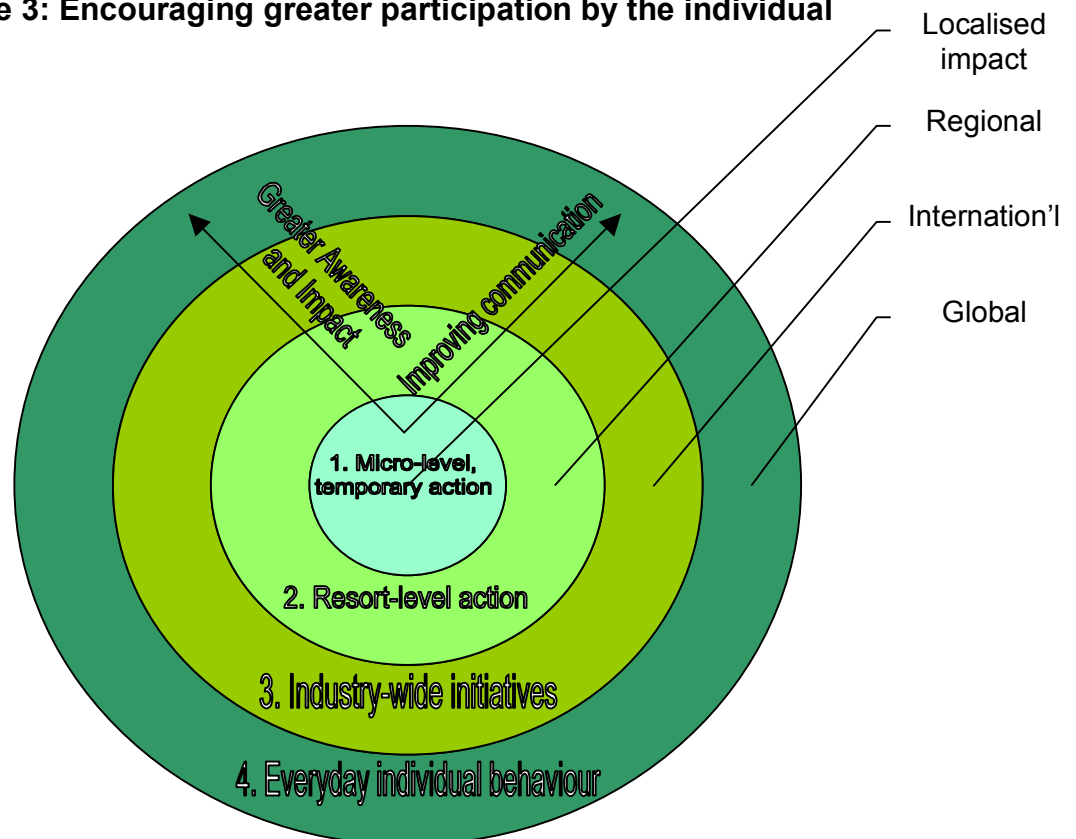 e 3: Encouraging greater participation by the individual
Localised
impact
Regional
Internation’l
Global
Greater Awareness
and Impact
Improving communication
1. Micro-level,
temporary action
2. Resort-level action
3. Industry-wide initiatives
4. Everyday individual behaviour